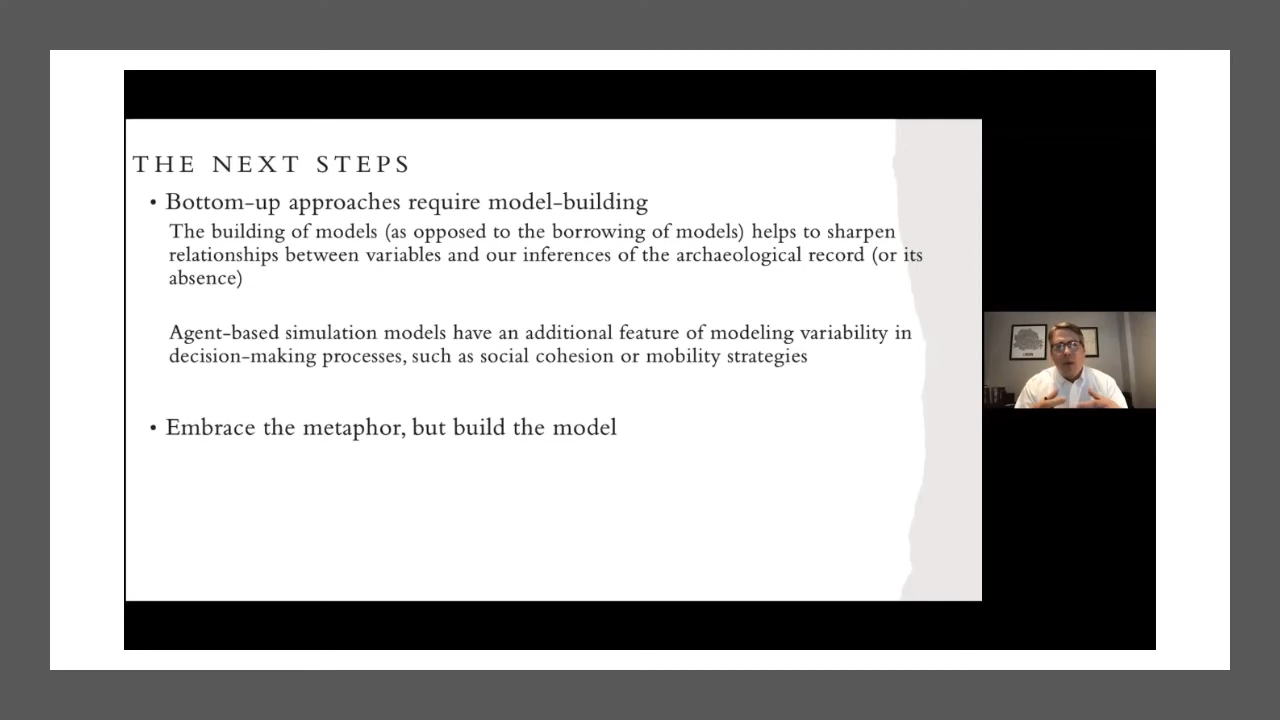 THE NEXT STEPS
• Bottom-up approaches require model-building
The building of models (as opposed to the borrowing of models) helps to sharpen
relationships between variables and our inferences of the archaeological record (or its
absence)
Agent-based simulation models have an additional feature of modeling variability in
decision-making processes, such as social cohesion or mobility strategies
• Embrace the metaphor, but build the model